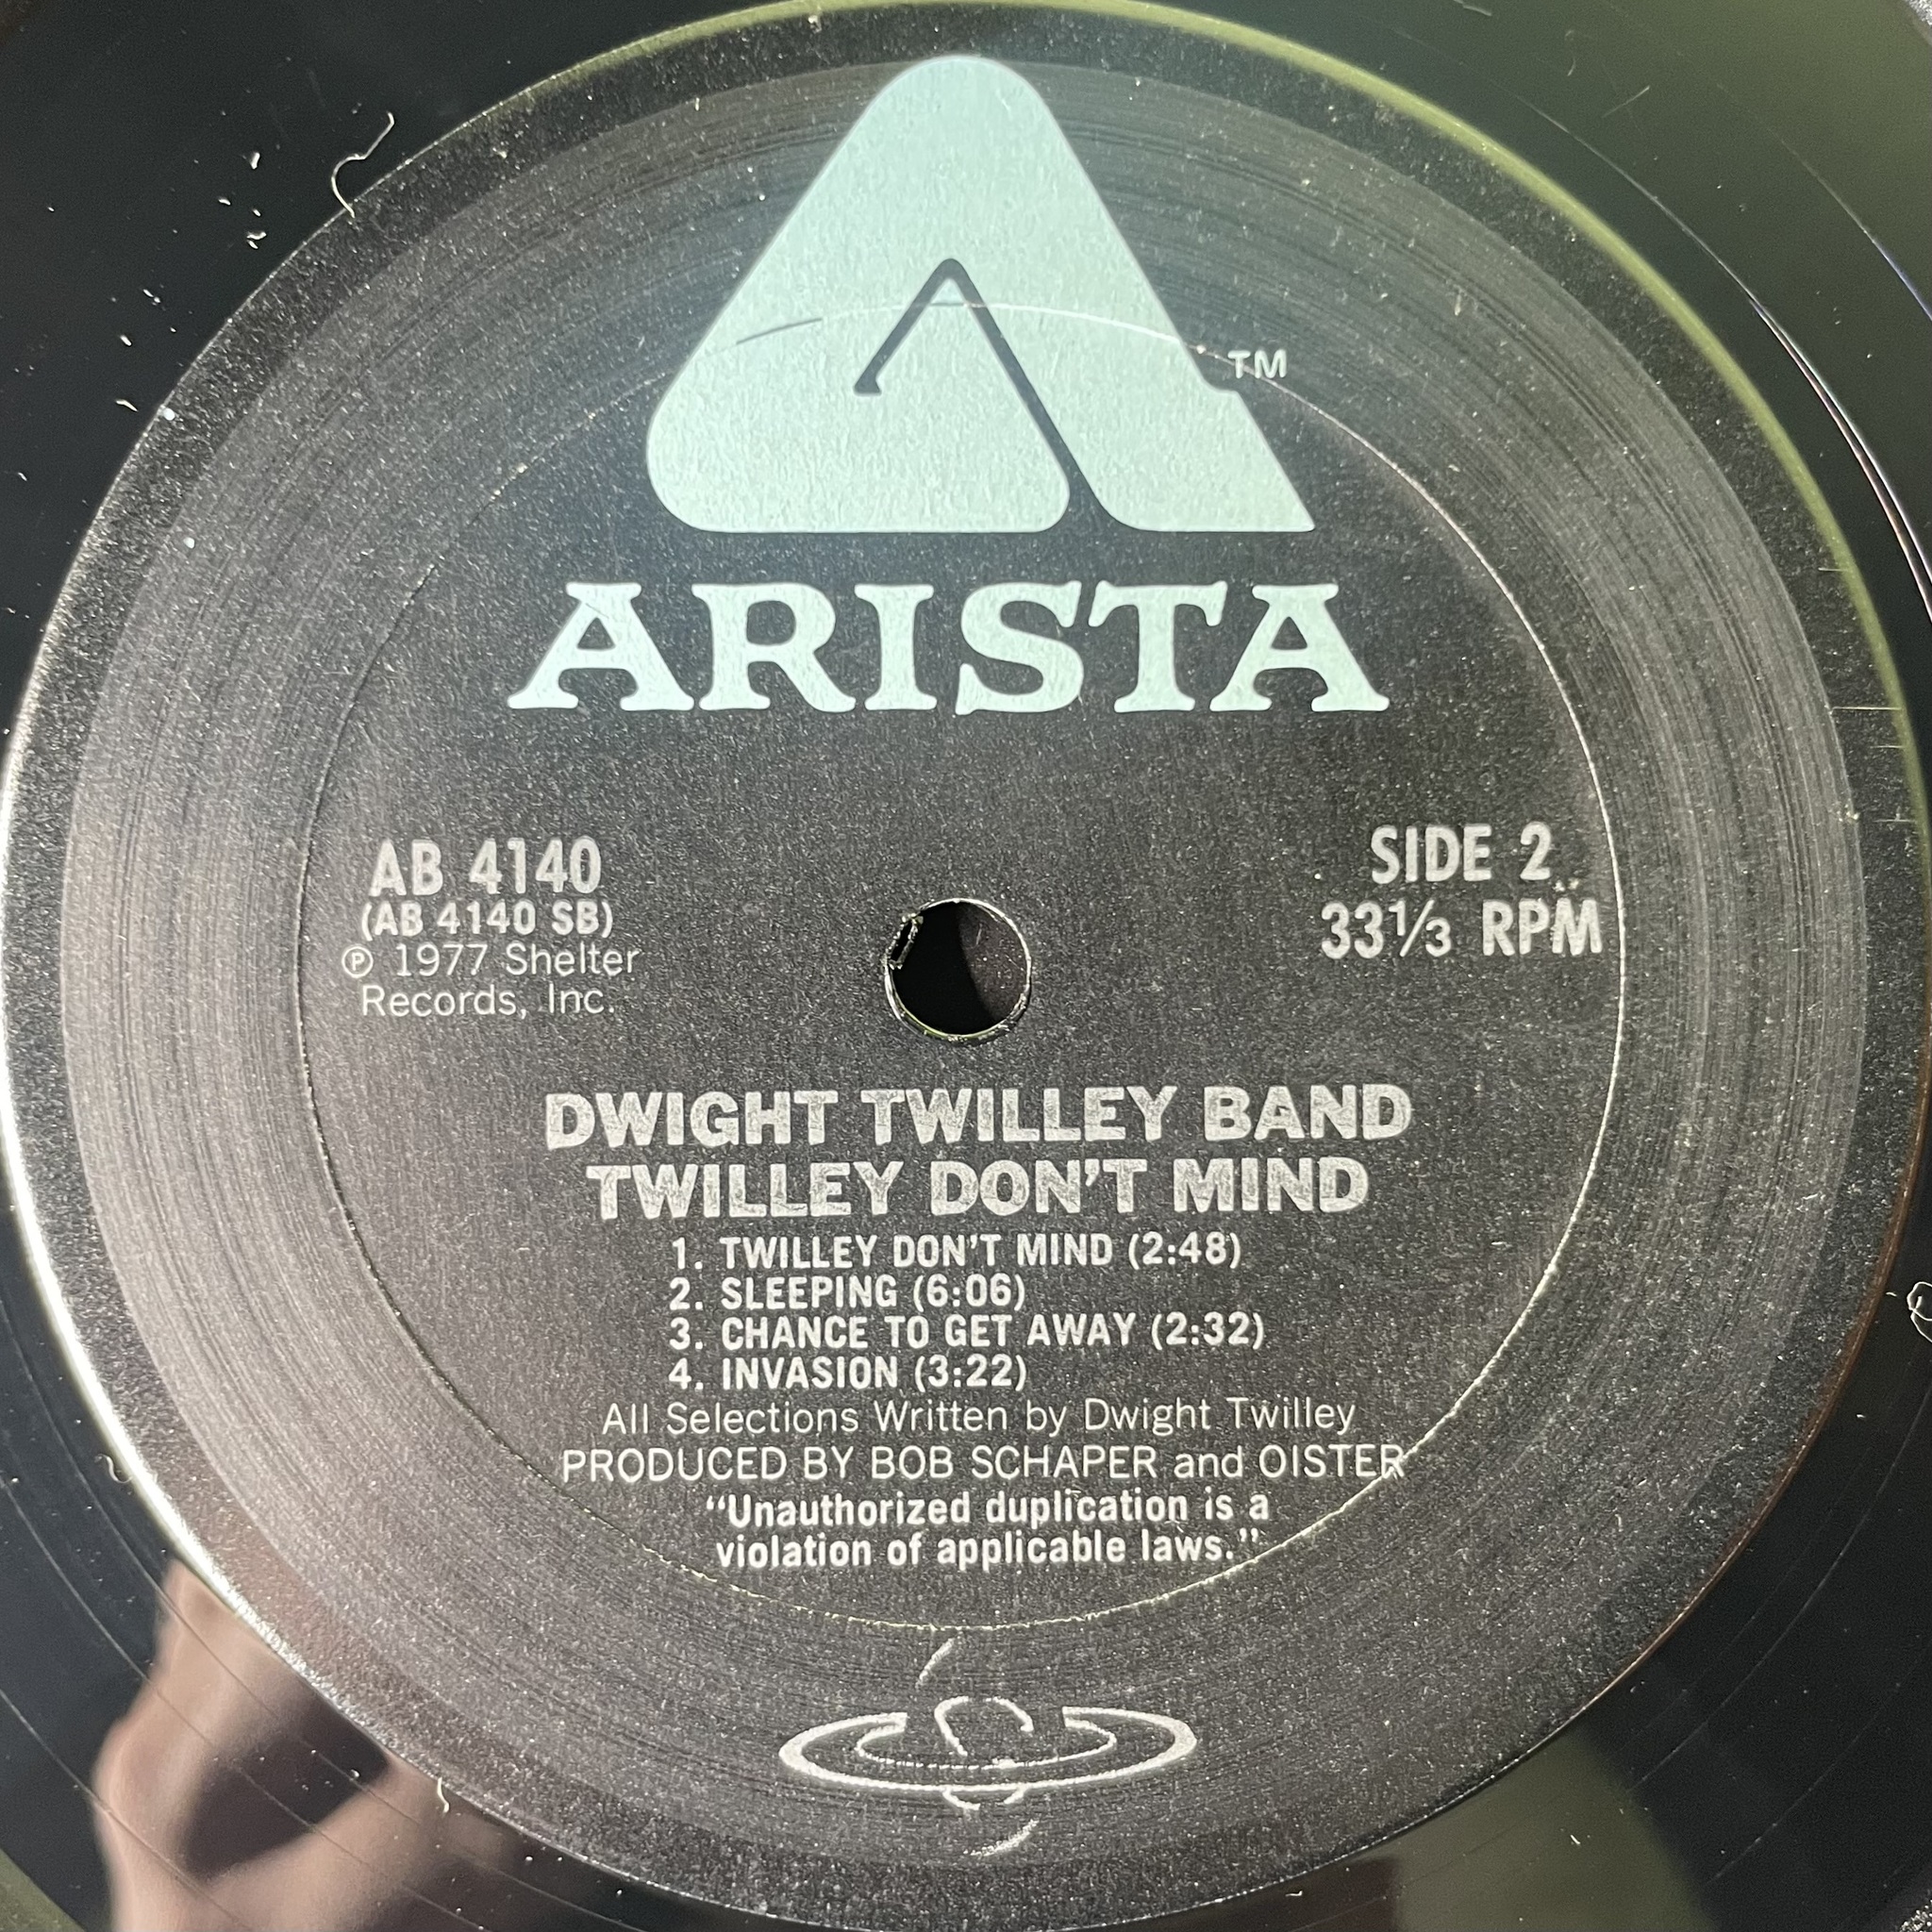 TM
ARISTA
AB 4140
(AB 4140 SB)
℗ 1977 Shelter
Records, Inc.
SIDE 2
33⅓ RPM
DWIGHT TWILLEY BAND
TWILLEY DON'T MIND
1. TWILLEY DON'T MIND (2:48)
2. SLEEPING (6:06)
3. CHANCE TO GET AWAY (2:32)
4. INVASION (3:22)
All Selections Written by Dwight Twilley
PRODUCED BY BOB SCHAPER and OISTER
“Unauthorized duplication is a
violation of applicable laws.”